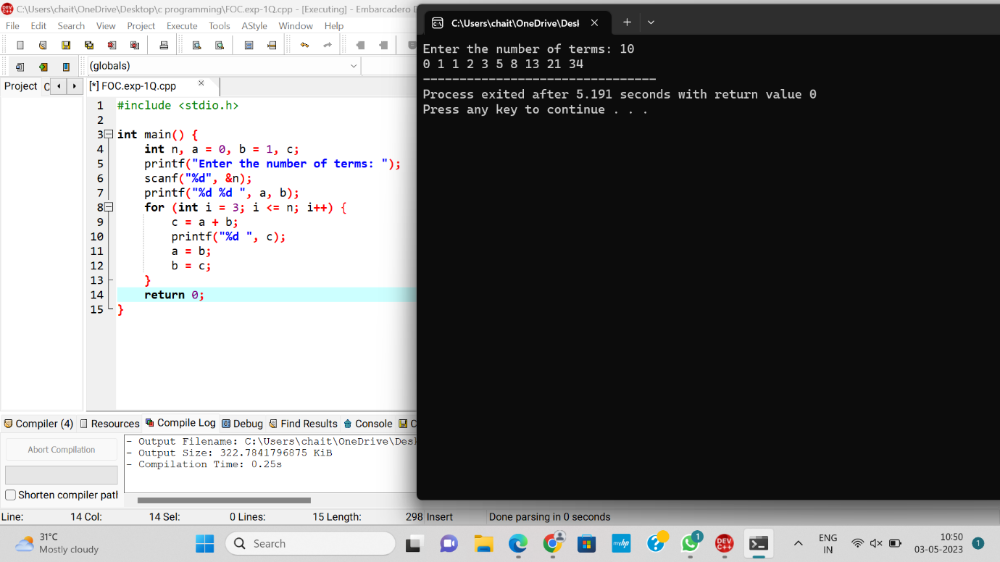 C:\Users\chait\OneDrive\Desktop\c programming\FOC.exp-1Q.cpp - [Executing] - Embarcadero
File Edit Search View Project Execute Tools AStyle Window Help
(globals)
Project
[*] FOC.exp-1Q.cpp
1 #include <stdio.h>
2
3 int main() {
4 int n, a = 0, b = 1, c;
5 printf("Enter the number of terms: ");
6 scanf("%d", &n);
7 printf("%d %d ", a, b);
8 for (int i = 3; i <= n; i++) {
9 c = a + b;
10 printf("%d ", c);
11 a = b;
12 b = c;
13 }
14 return 0;
15 }
C:\Users\chait\OneDrive\Desl
Enter the number of terms: 10
0 1 1 2 3 5 8 13 21 34
--------------------------------
Process exited after 5.191 seconds with return value 0
Press any key to continue . . .
Compiler (4) Resources Compile Log Debug Find Results Console
Abort Compilation
Shorten compiler path
- Output Filename: C:\Users\chait\OneDrive\Desk
- Output Size: 322.7841796875 KiB
- Compilation Time: 0.25s
Line: 14 Col: 14 Sel: 0 Lines: 15 Length: 298 Insert Done parsing in 0 seconds
31°C
Mostly cloudy
Search
myhp
1
DEV C++
ENG
IN
10:50
03-05-2023
1